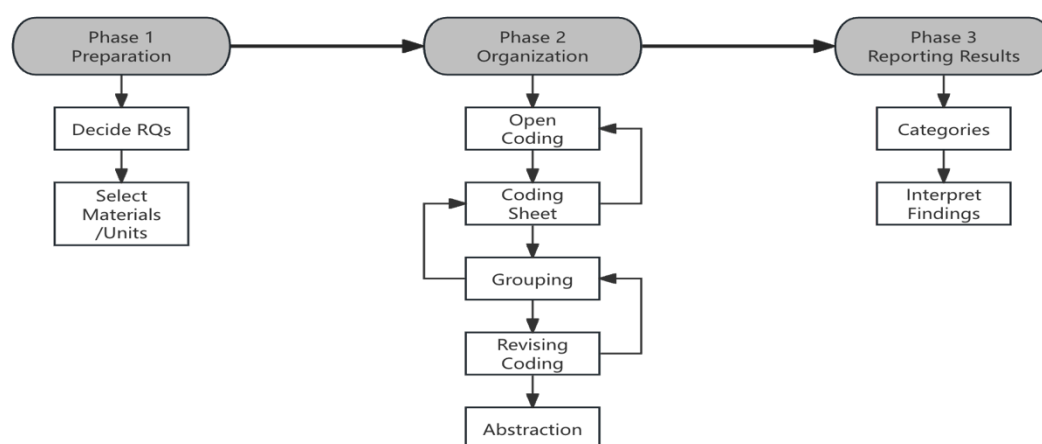 Phase 1
Preparation
Phase 2
Organization
Phase 3
Reporting Results
Decide RQs
Select
Materials
/Units
Open
Coding
Coding
Sheet
Grouping
Revising
Coding
Abstraction
Categories
Interpret
Findings